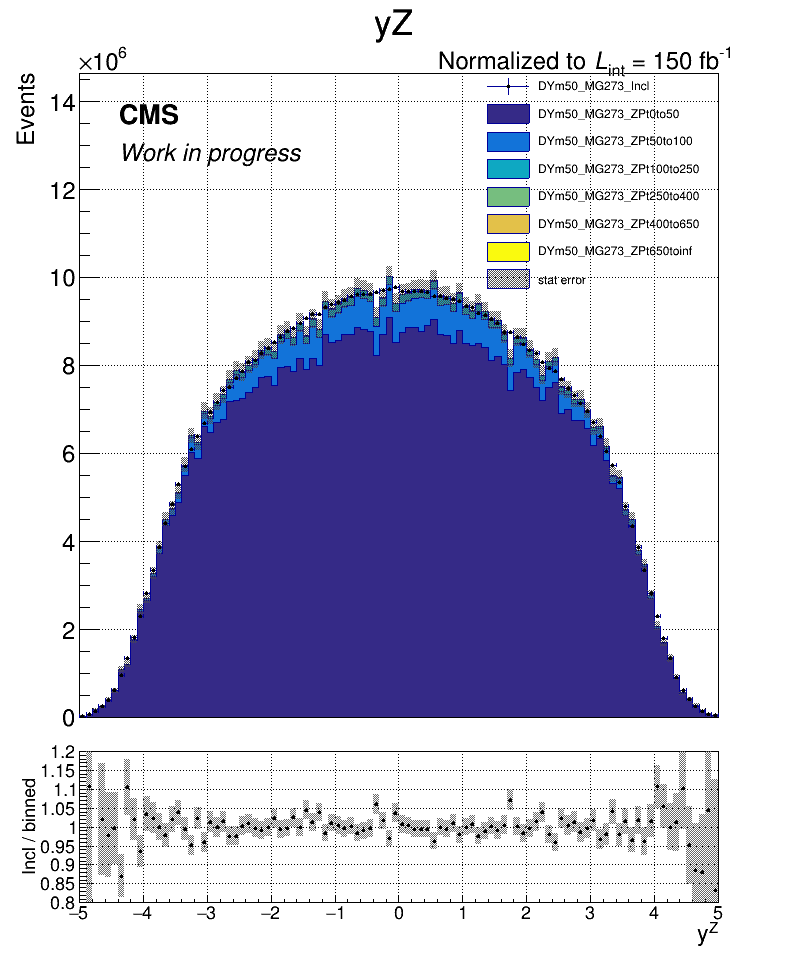 yZ
×10⁶
Normalized to L_int = 150 fb⁻¹
Events
CMS
Work in progress
DYm50_MG273_Incl
DYm50_MG273_ZPt0to50
DYm50_MG273_ZPt50to100
DYm50_MG273_ZPt100to250
DYm50_MG273_ZPt250to400
DYm50_MG273_ZPt400to650
DYm50_MG273_ZPt650toinf
stat error
14
12
10
8
6
4
2
0
Incl / binned
1.2
1.15
1.1
1.05
1
0.95
0.9
0.85
0.8
−5 −4 −3 −2 −1 0 1 2 3 4 5
y^Z